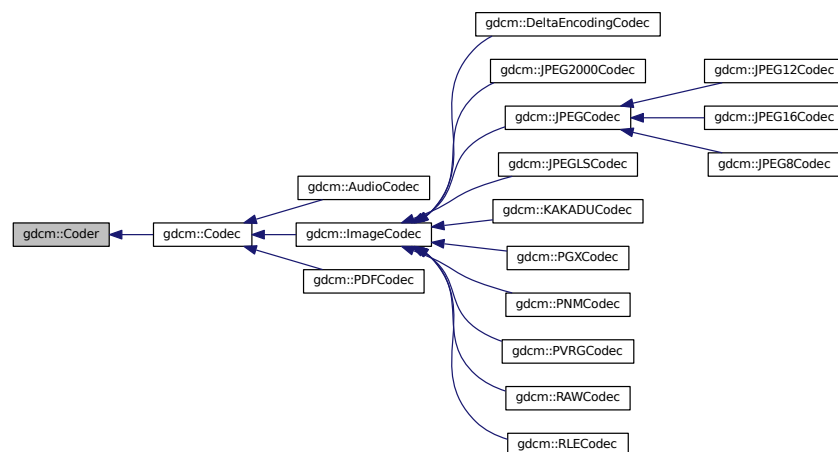 gdcm::DeltaEncodingCodec
gdcm::JPEG2000Codec
gdcm::JPEG12Codec
gdcm::JPEGCodec
gdcm::JPEG16Codec
gdcm::JPEGLSCodec
gdcm::JPEG8Codec
gdcm::AudioCodec
gdcm::KAKADUCodec
gdcm::Coder
gdcm::Codec
gdcm::ImageCodec
gdcm::PGXCodec
gdcm::PDFCodec
gdcm::PNMCodec
gdcm::PVRGCodec
gdcm::RAWCodec
gdcm::RLECodec